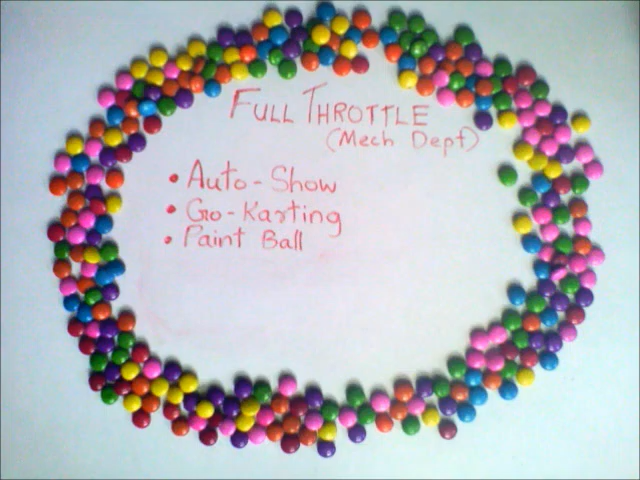 FULL THROTTLE
(Mech Dept)
• Auto-Show
• Go-Karting
• Paint Ball